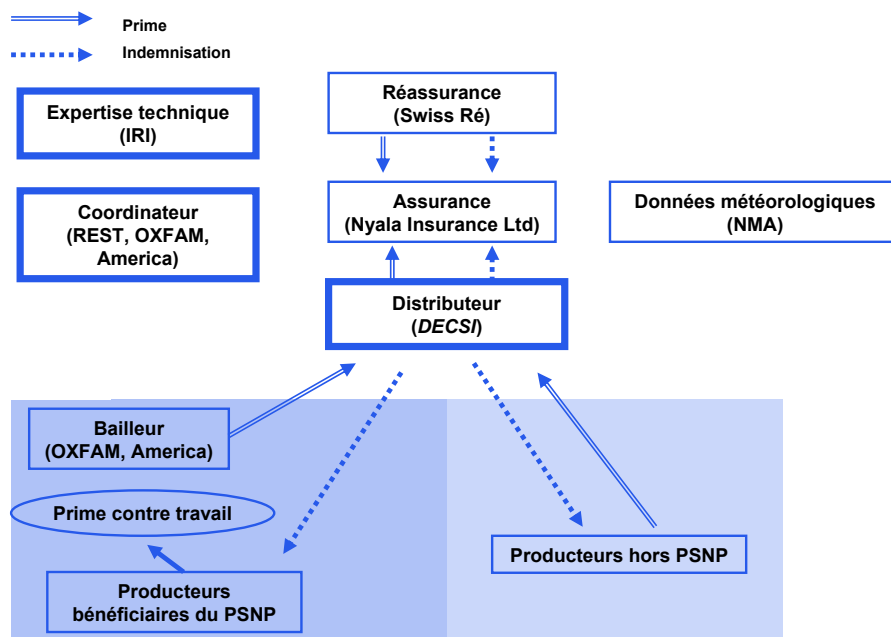 Prime
Indemnisation
Expertise technique
(IRI)
Réassurance
(Swiss Ré)
Coordinateur
(REST, OXFAM,
America)
Assurance
(Nyala Insurance Ltd)
Données météorologiques
(NMA)
Distributeur
(DECSI)
Bailleur
(OXFAM, America)
Prime contre travail
Producteurs hors PSNP
Producteurs
bénéficiaires du PSNP